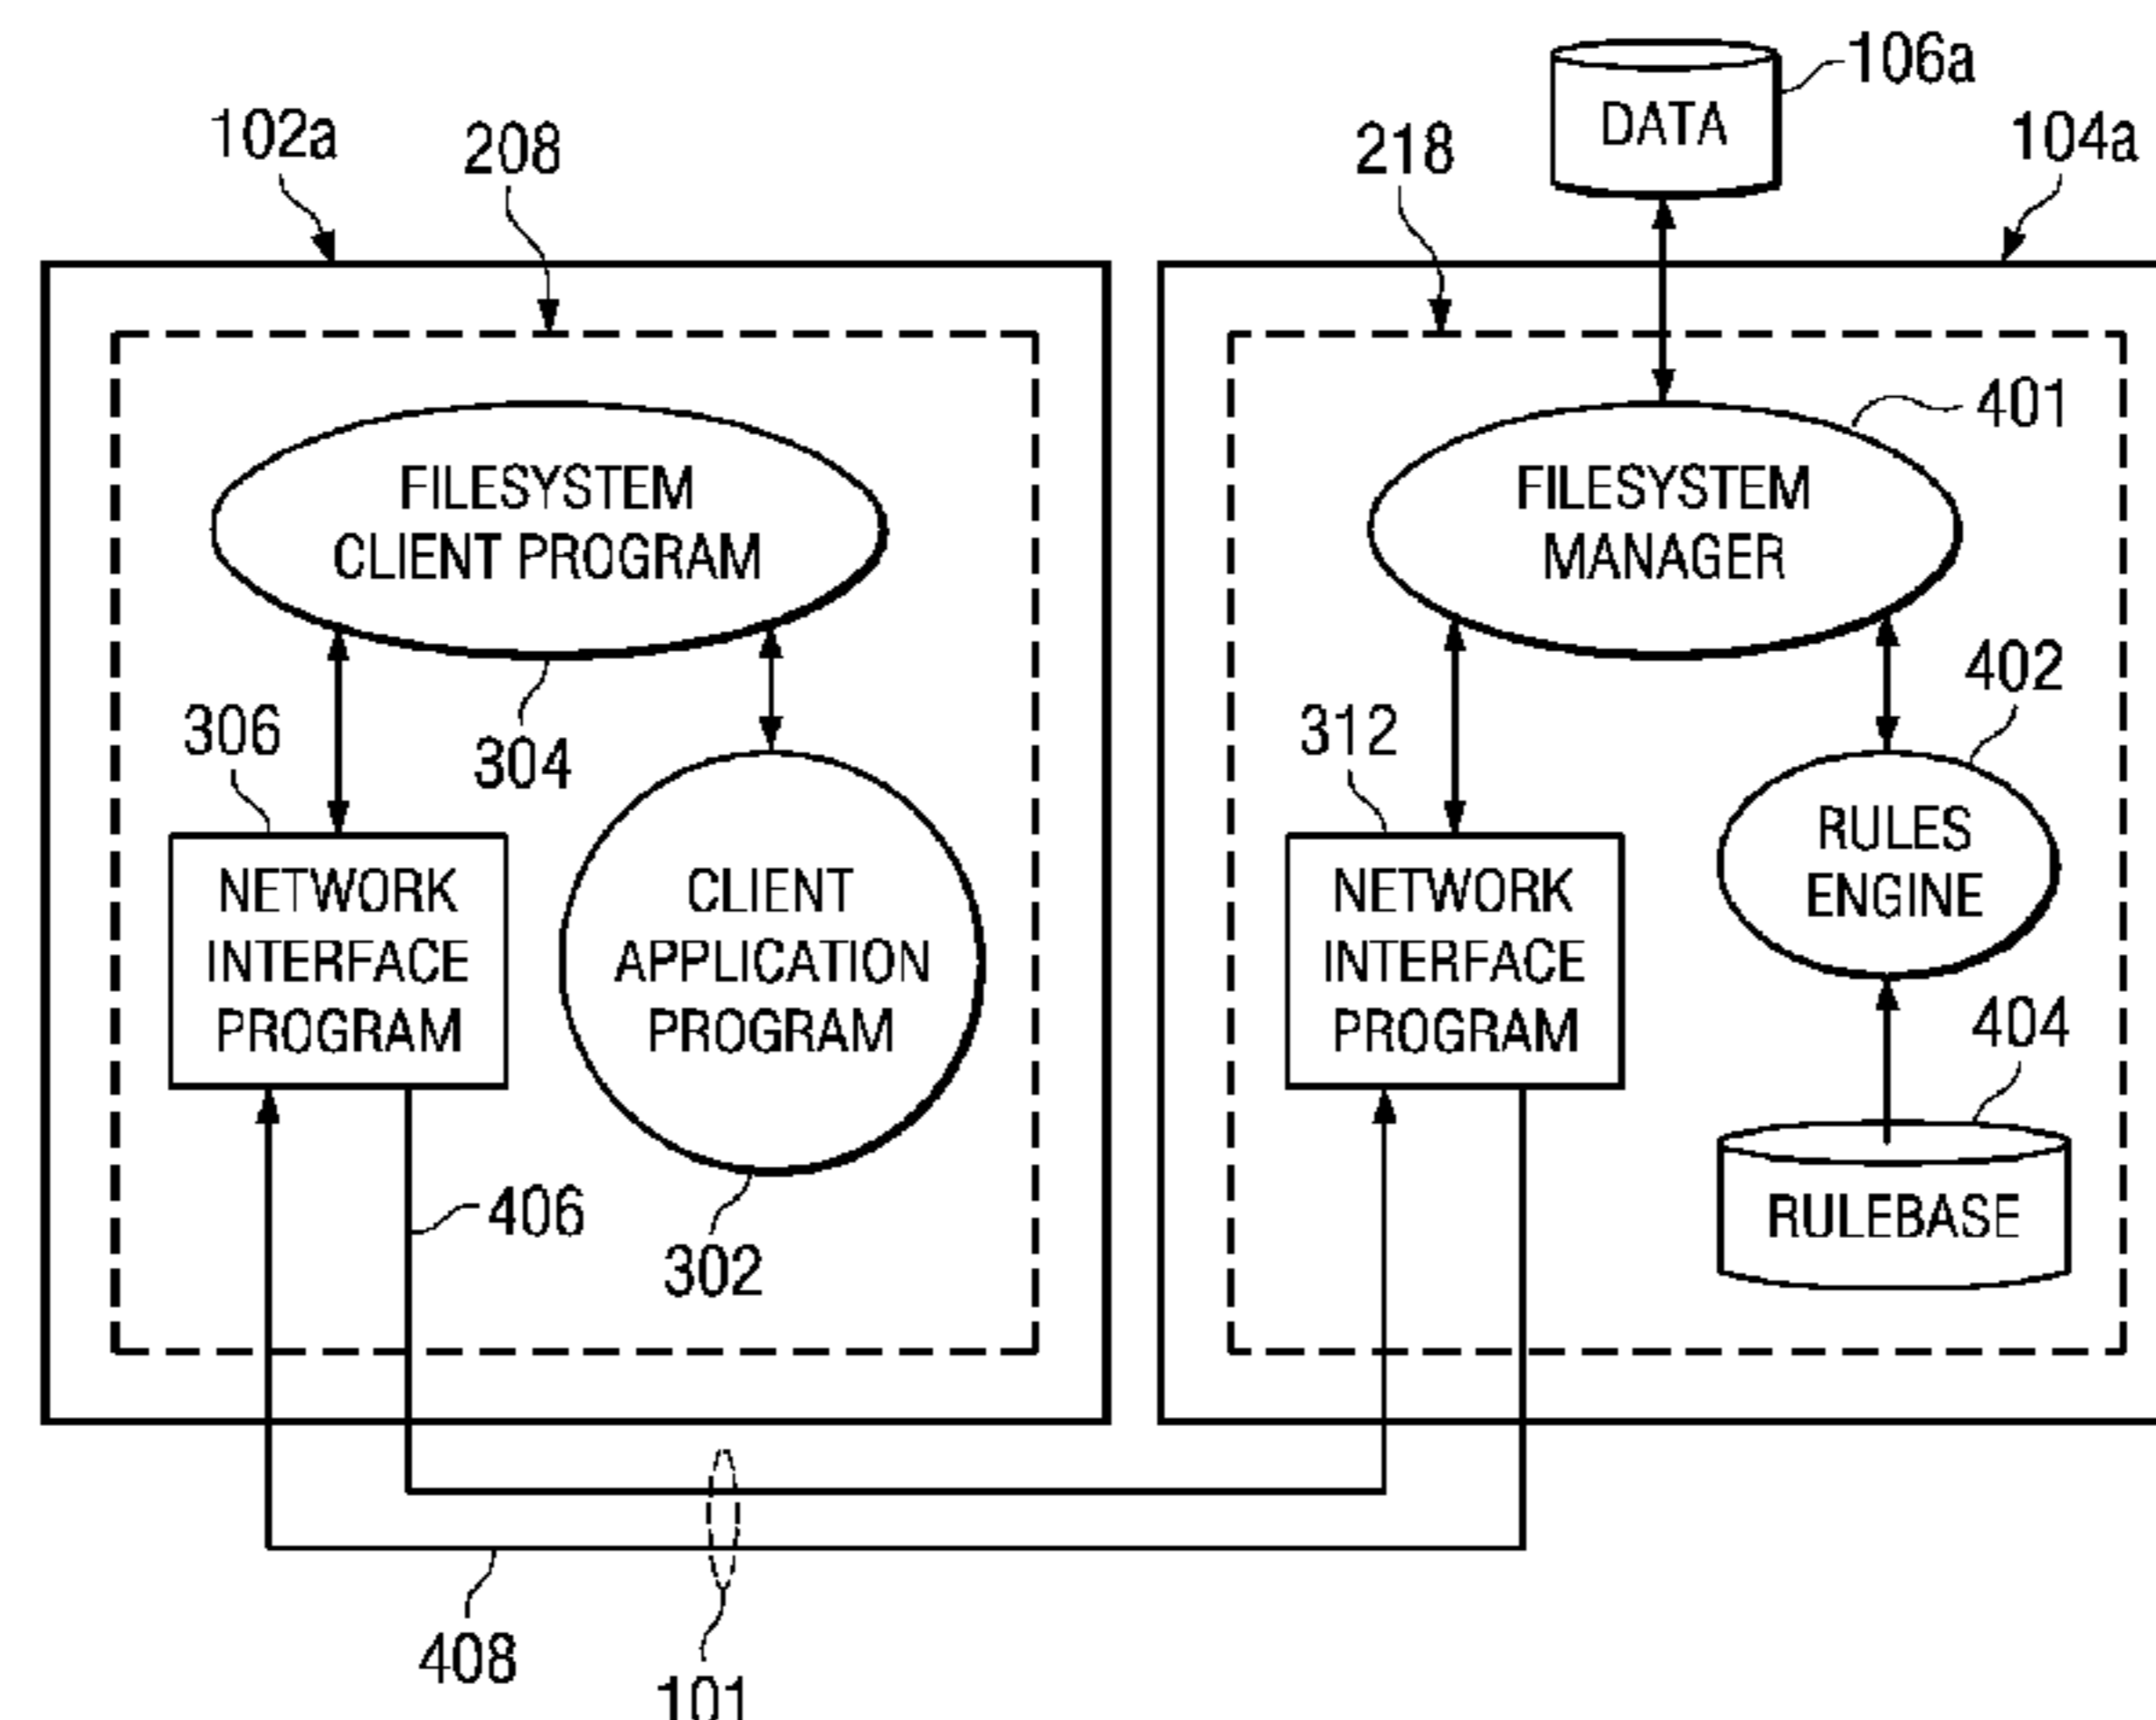 106a
DATA
102a
208
218
104a
401
FILESYSTEM
CLIENT PROGRAM
FILESYSTEM
MANAGER
402
306
304
312
RULES
ENGINE
NETWORK
INTERFACE
PROGRAM
CLIENT
APPLICATION
PROGRAM
NETWORK
INTERFACE
PROGRAM
404
406
302
RULEBASE
408
101